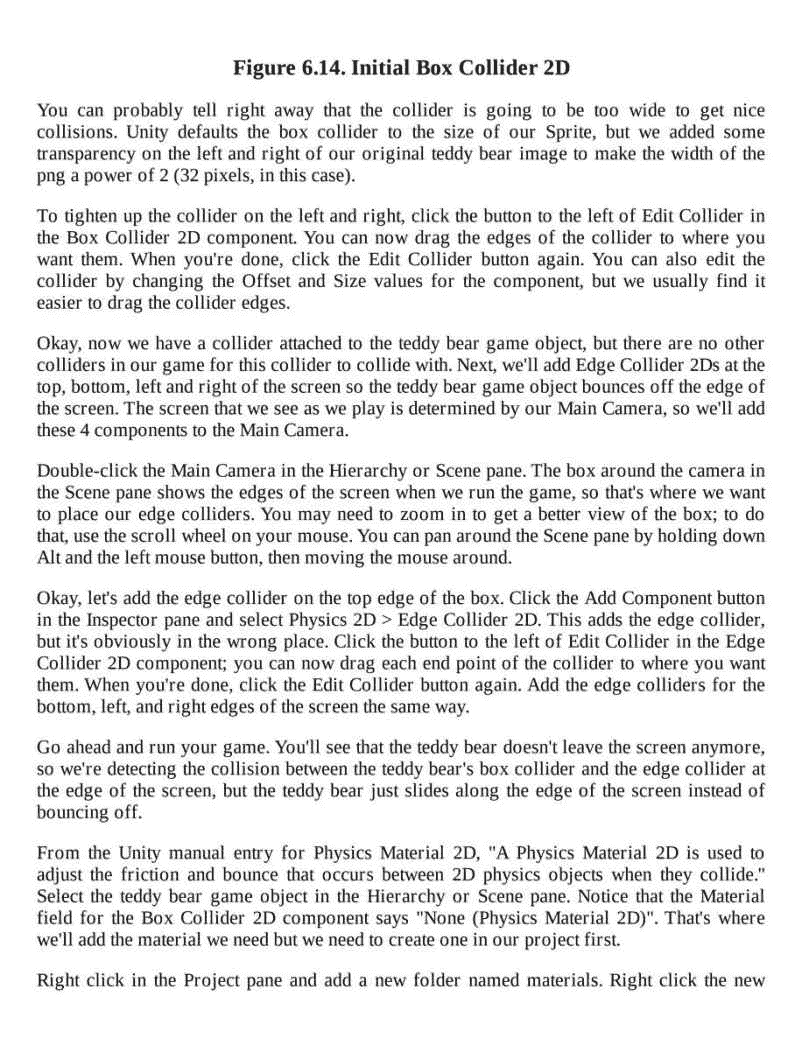 Figure 6.14. Initial Box Collider 2D
You can probably tell right away that the collider is going to be too wide to get nice
collisions. Unity defaults the box collider to the size of our Sprite, but we added some
transparency on the left and right of our original teddy bear image to make the width of the
png a power of 2 (32 pixels, in this case).
To tighten up the collider on the left and right, click the button to the left of Edit Collider in
the Box Collider 2D component. You can now drag the edges of the collider to where you
want them. When you're done, click the Edit Collider button again. You can also edit the
collider by changing the Offset and Size values for the component, but we usually find it
easier to drag the collider edges.
Okay, now we have a collider attached to the teddy bear game object, but there are no other
colliders in our game for this collider to collide with. Next, we'll add Edge Collider 2Ds at the
top, bottom, left and right of the screen so the teddy bear game object bounces off the edge of
the screen. The screen that we see as we play is determined by our Main Camera, so we'll add
these 4 components to the Main Camera.
Double-click the Main Camera in the Hierarchy or Scene pane. The box around the camera in
the Scene pane shows the edges of the screen when we run the game, so that's where we want
to place our edge colliders. You may need to zoom in to get a better view of the box; to do
that, use the scroll wheel on your mouse. You can pan around the Scene pane by holding down
Alt and the left mouse button, then moving the mouse around.
Okay, let's add the edge collider on the top edge of the box. Click the Add Component button
in the Inspector pane and select Physics 2D > Edge Collider 2D. This adds the edge collider,
but it's obviously in the wrong place. Click the button to the left of Edit Collider in the Edge
Collider 2D component; you can now drag each end point of the collider to where you want
them. When you're done, click the Edit Collider button again. Add the edge colliders for the
bottom, left, and right edges of the screen the same way.
Go ahead and run your game. You'll see that the teddy bear doesn't leave the screen anymore,
so we're detecting the collision between the teddy bear's box collider and the edge collider at
the edge of the screen, but the teddy bear just slides along the edge of the screen instead of
bouncing off.
From the Unity manual entry for Physics Material 2D, "A Physics Material 2D is used to
adjust the friction and bounce that occurs between 2D physics objects when they collide."
Select the teddy bear game object in the Hierarchy or Scene pane. Notice that the Material
field for the Box Collider 2D component says "None (Physics Material 2D)". That's where
we'll add the material we need but we need to create one in our project first.
Right click in the Project pane and add a new folder named materials. Right click the new